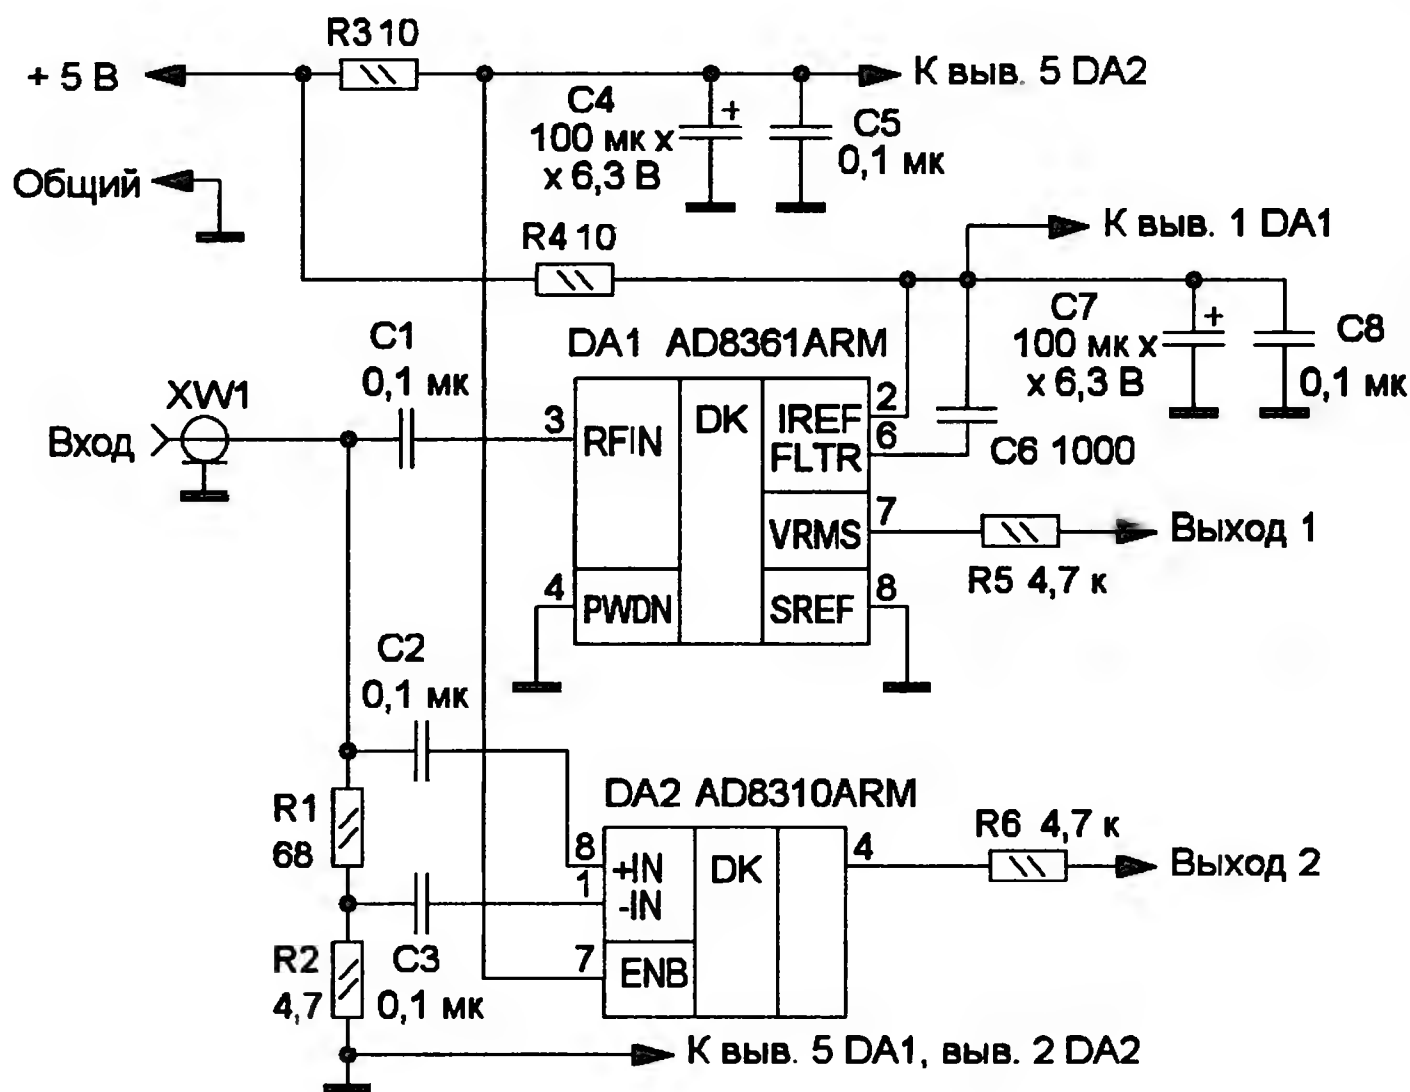 R3 10
+ 5 В
К выв. 5 DA2
C4
100 мк х
х 6,3 В
+
C5
0,1 мк
Общий
К выв. 1 DA1
R4 10
C7
100 мк х
х 6,3 В
+
C8
0,1 мк
C1
0,1 мк
DA1 AD8361ARM
XW1
Вход
3
RFIN
DK
IREF
2
FLTR
6
C6 1000
VRMS
7
Выход 1
R5 4,7 к
4
PWDN
SREF
8
C2
0,1 мк
DA2 AD8310ARM
R1
68
8
+IN
DK
4
R6 4,7 к
Выход 2
1
-IN
R2
4,7
C3
0,1 мк
7
ENB
К выв. 5 DA1, выв. 2 DA2